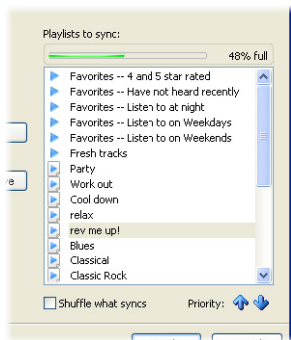 Playlists to sync:
48% full
Favorites -- 4 and 5 star rated
Favorites -- Have not heard recently
Favorites -- Listen to at night
Favorites -- Listen to on Weekdays
Favorites -- Listen to on Weekends
Fresh tracks
Party
Work out
Cool down
relax
rev me up!
Blues
Classical
Classic Rock
Shuffle what syncs
Priority: